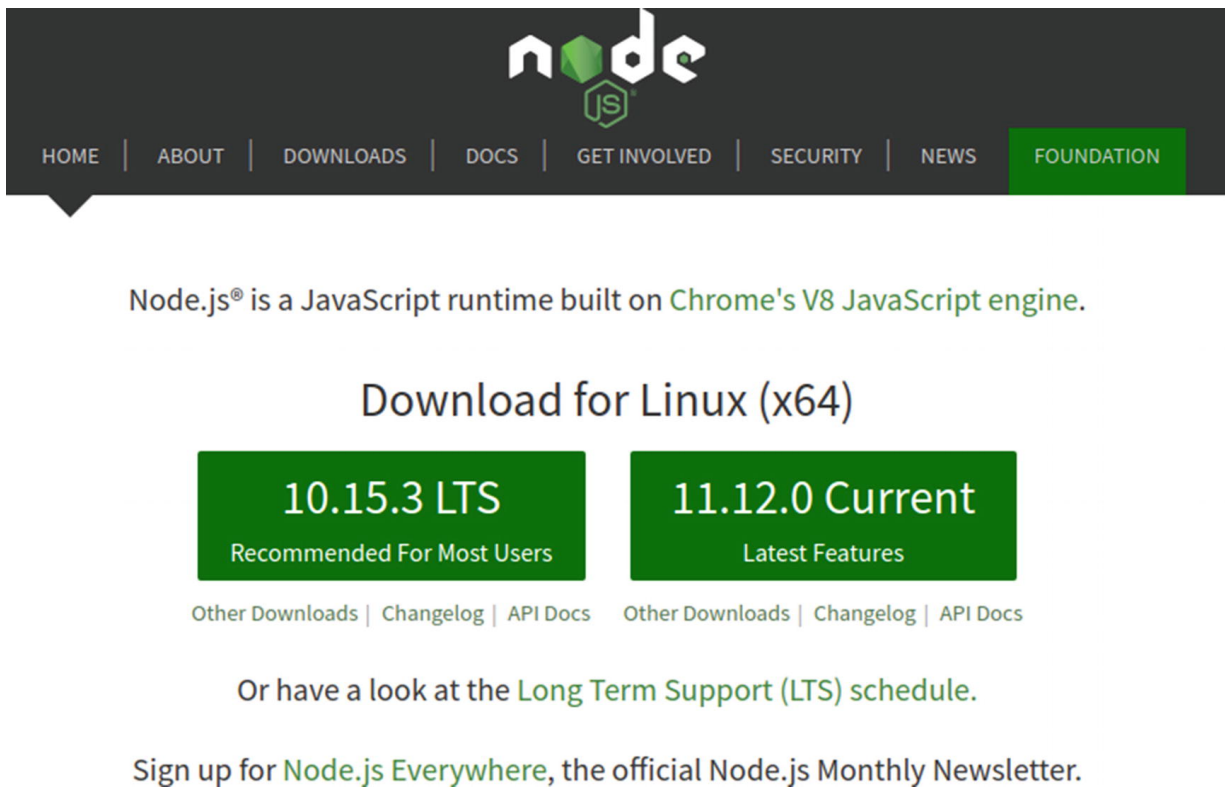 node
JS®
HOME | ABOUT | DOWNLOADS | DOCS | GET INVOLVED | SECURITY | NEWS FOUNDATION
Node.js® is a JavaScript runtime built on Chrome's V8 JavaScript engine.
Download for Linux (x64)
10.15.3 LTS
Recommended For Most Users
11.12.0 Current
Latest Features
Other Downloads | Changelog | API Docs
Other Downloads | Changelog | API Docs
Or have a look at the Long Term Support (LTS) schedule.
Sign up for Node.js Everywhere, the official Node.js Monthly Newsletter.